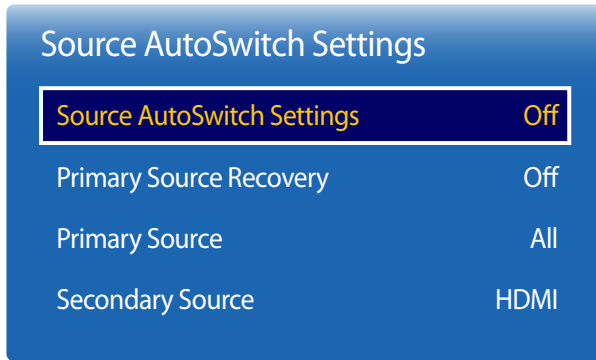 Source AutoSwitch Settings
Source AutoSwitch Settings Off
Primary Source Recovery Off
Primary Source All
Secondary Source HDMI